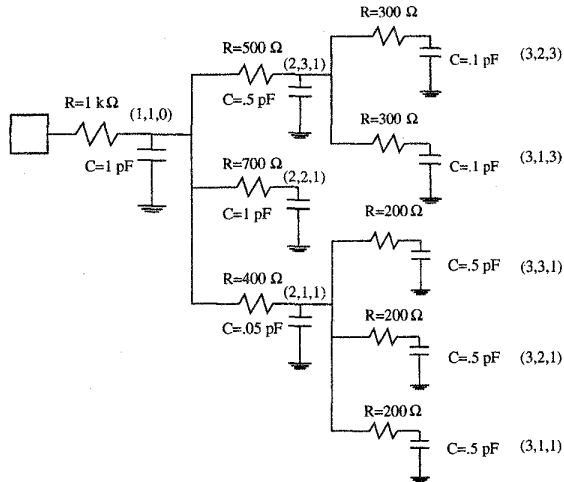 R=300 Ω
C=.1 pF (3,2,3)
R=500 Ω (2,3,1)
C=.5 pF
R=1 k Ω (1,1,0)
C=1 pF
R=300 Ω
C=.1 pF (3,1,3)
R=700 Ω (2,2,1)
C=1 pF
R=200 Ω
C=.5 pF (3,3,1)
R=400 Ω (2,1,1)
C=.05 pF
R=200 Ω
C=.5 pF (3,2,1)
R=200 Ω
C=.5 pF (3,1,1)